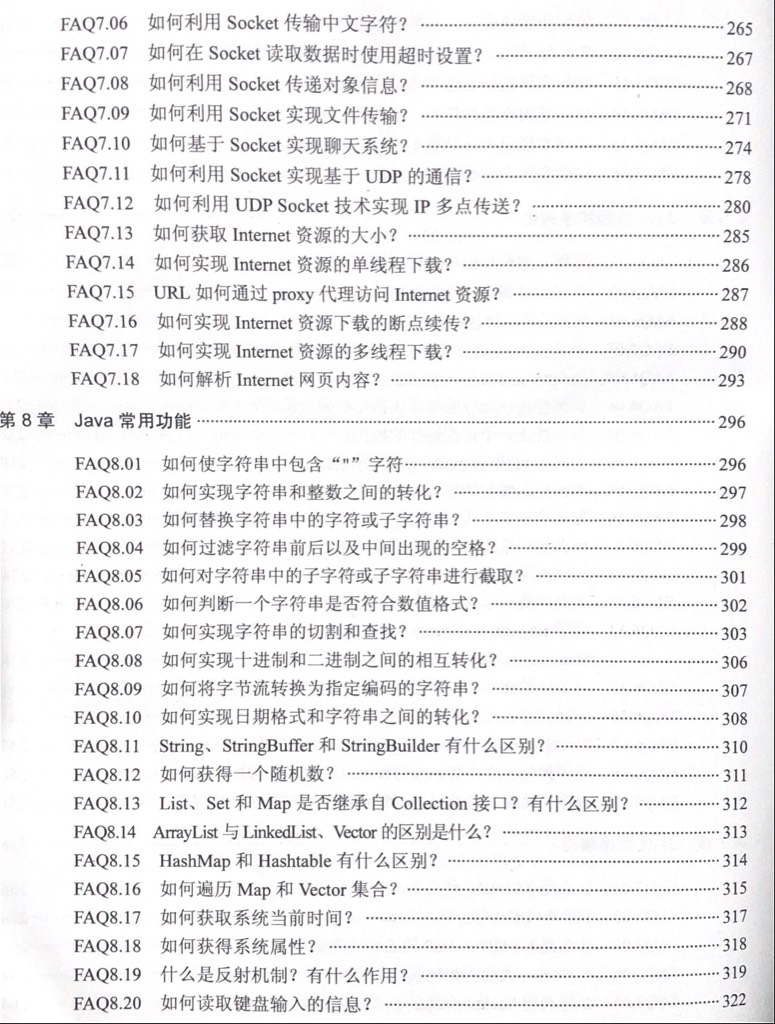 FAQ7.06 如何利用 Socket 传输中文字符？ 265
FAQ7.07 如何在 Socket 读取数据时使用超时设置？ 267
FAQ7.08 如何利用 Socket 传递对象信息？ 268
FAQ7.09 如何利用 Socket 实现文件传输？ 271
FAQ7.10 如何基于 Socket 实现聊天系统？ 274
FAQ7.11 如何利用 Socket 实现基于 UDP 的通信？ 278
FAQ7.12 如何利用 UDP Socket 技术实现 IP 多点传送？ 280
FAQ7.13 如何获取 Internet 资源的大小？ 285
FAQ7.14 如何实现 Internet 资源的单线程下载？ 286
FAQ7.15 URL 如何通过 proxy 代理访问 Internet 资源？ 287
FAQ7.16 如何实现 Internet 资源下载的断点续传？ 288
FAQ7.17 如何实现 Internet 资源的多线程下载？ 290
FAQ7.18 如何解析 Internet 网页内容？ 293
第 8 章 Java 常用功能 296
FAQ8.01 如何使字符串中包含“"”字符 296
FAQ8.02 如何实现字符串和整数之间的转化？ 297
FAQ8.03 如何替换字符串中的字符或子字符串？ 298
FAQ8.04 如何过滤字符串前后以及中间出现的空格？ 299
FAQ8.05 如何对字符串中的子字符或子字符串进行截取？ 301
FAQ8.06 如何判断一个字符串是否符合数值格式？ 302
FAQ8.07 如何实现字符串的切割和查找？ 303
FAQ8.08 如何实现十进制和二进制之间的相互转化？ 306
FAQ8.09 如何将字节流转换为指定编码的字符串？ 307
FAQ8.10 如何实现日期格式和字符串之间的转化？ 308
FAQ8.11 String、StringBuffer 和 StringBuilder 有什么区别？ 310
FAQ8.12 如何获得一个随机数？ 311
FAQ8.13 List、Set 和 Map 是否继承自 Collection 接口？有什么区别？ 312
FAQ8.14 ArrayList 与 LinkedList、Vector 的区别是什么？ 313
FAQ8.15 HashMap 和 Hashtable 有什么区别？ 314
FAQ8.16 如何遍历 Map 和 Vector 集合？ 315
FAQ8.17 如何获取系统当前时间？ 317
FAQ8.18 如何获得系统属性？ 318
FAQ8.19 什么是反射机制？有什么作用？ 319
FAQ8.20 如何读取键盘输入的信息？ 322